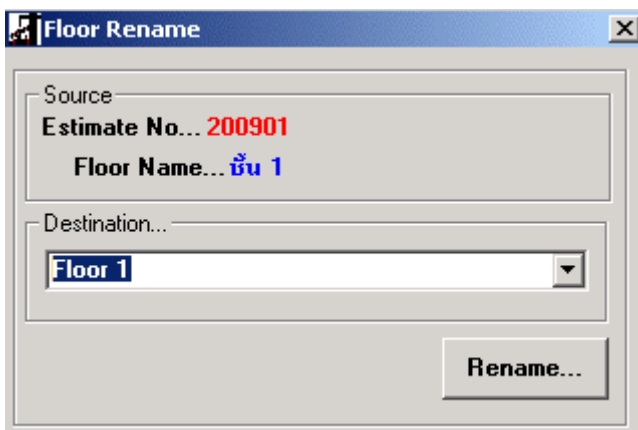 Floor Rename
Source
Estimate No... 200901
Floor Name... ชั้น 1
Destination...
Floor 1
Rename...